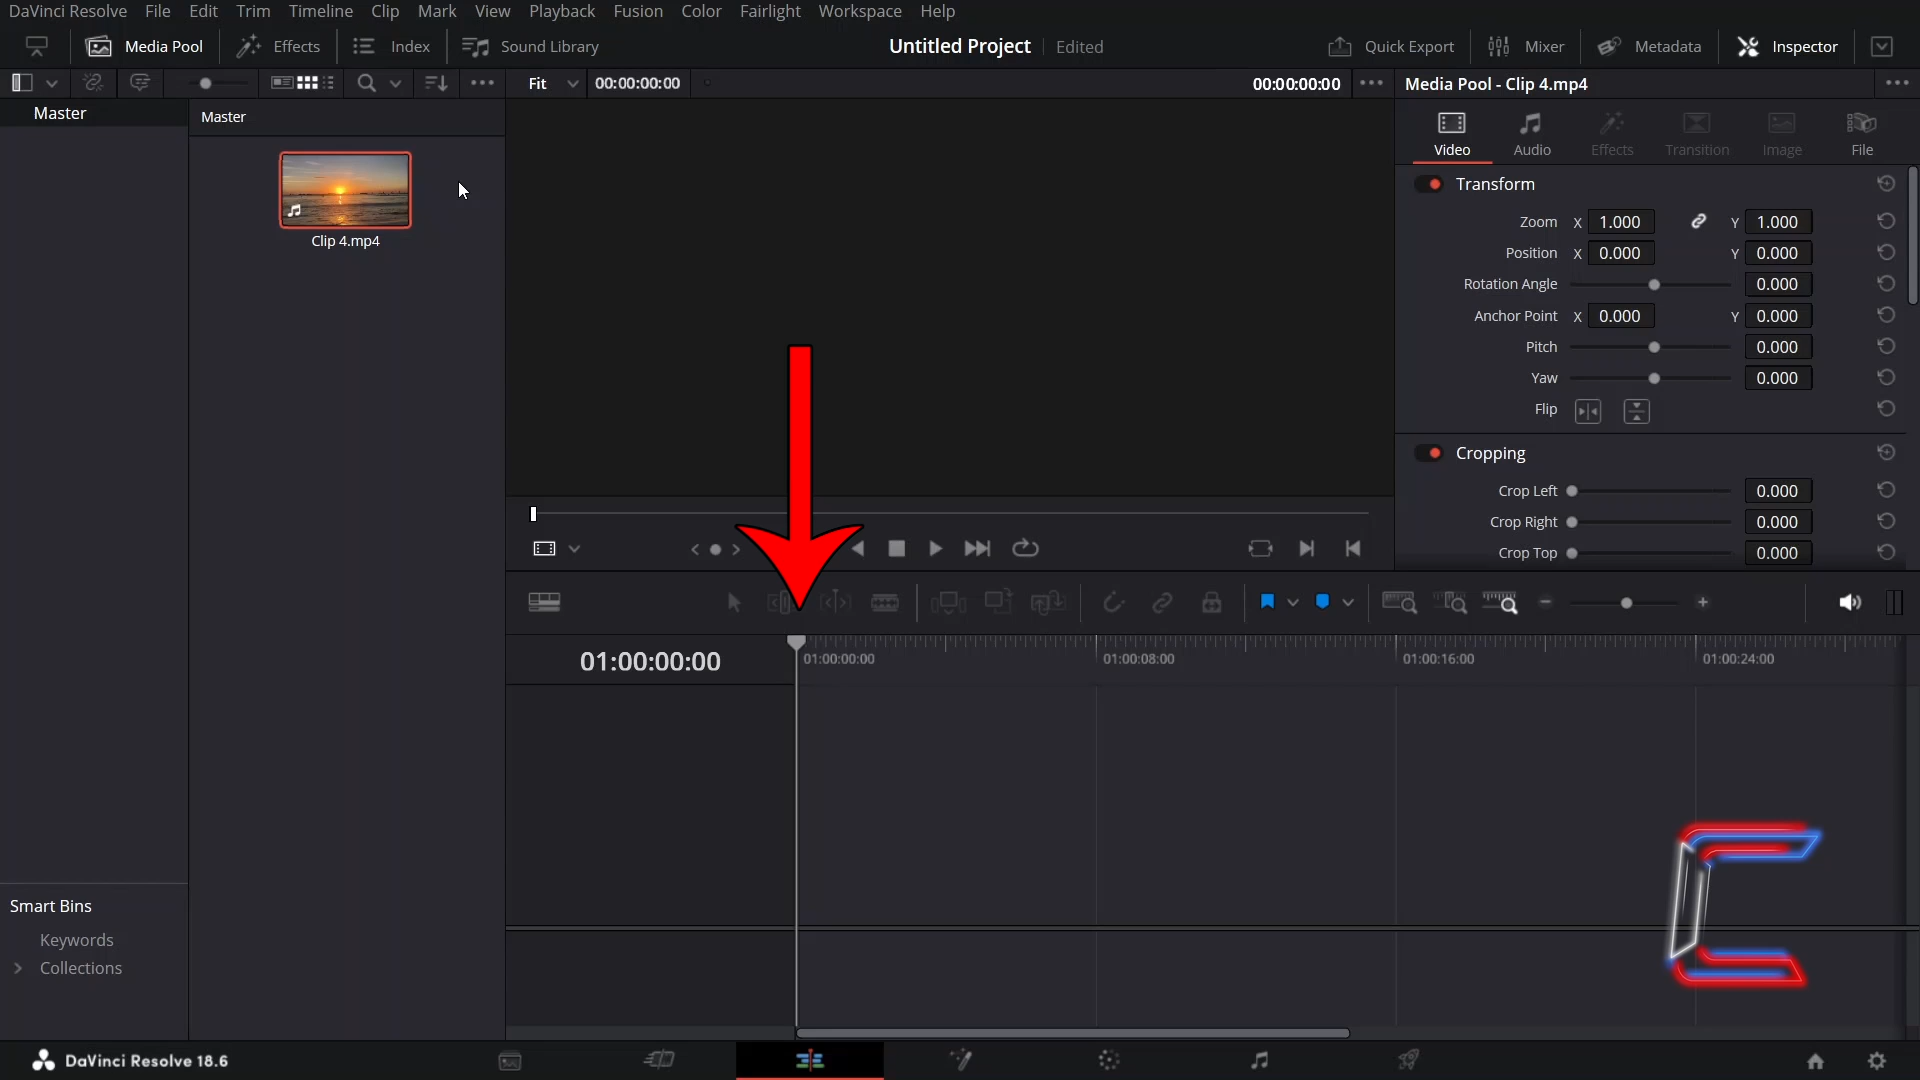 DaVinci Resolve File Edit Trim Timeline Clip Mark View Playback Fusion Color Fairlight Workspace Help
Media Pool Effects Index Sound Library Untitled Project Edited Quick Export Mixer Metadata Inspector
Fit 00:00:00:00 00:00:00:00 Media Pool - Clip 4.mp4
Master
Master
Clip 4.mp4
Video Audio Effects Transition Image File
Transform
Zoom X 1.000 Y 1.000
Position X 0.000 Y 0.000
Rotation Angle 0.000
Anchor Point X 0.000 Y 0.000
Pitch 0.000
Yaw 0.000
Flip
Cropping
Crop Left 0.000
Crop Right 0.000
Crop Top 0.000
01:00:00:00 01:00:00:00 01:00:08:00 01:00:16:00 01:00:24:00
Smart Bins
Keywords
Collections
DaVinci Resolve 18.6